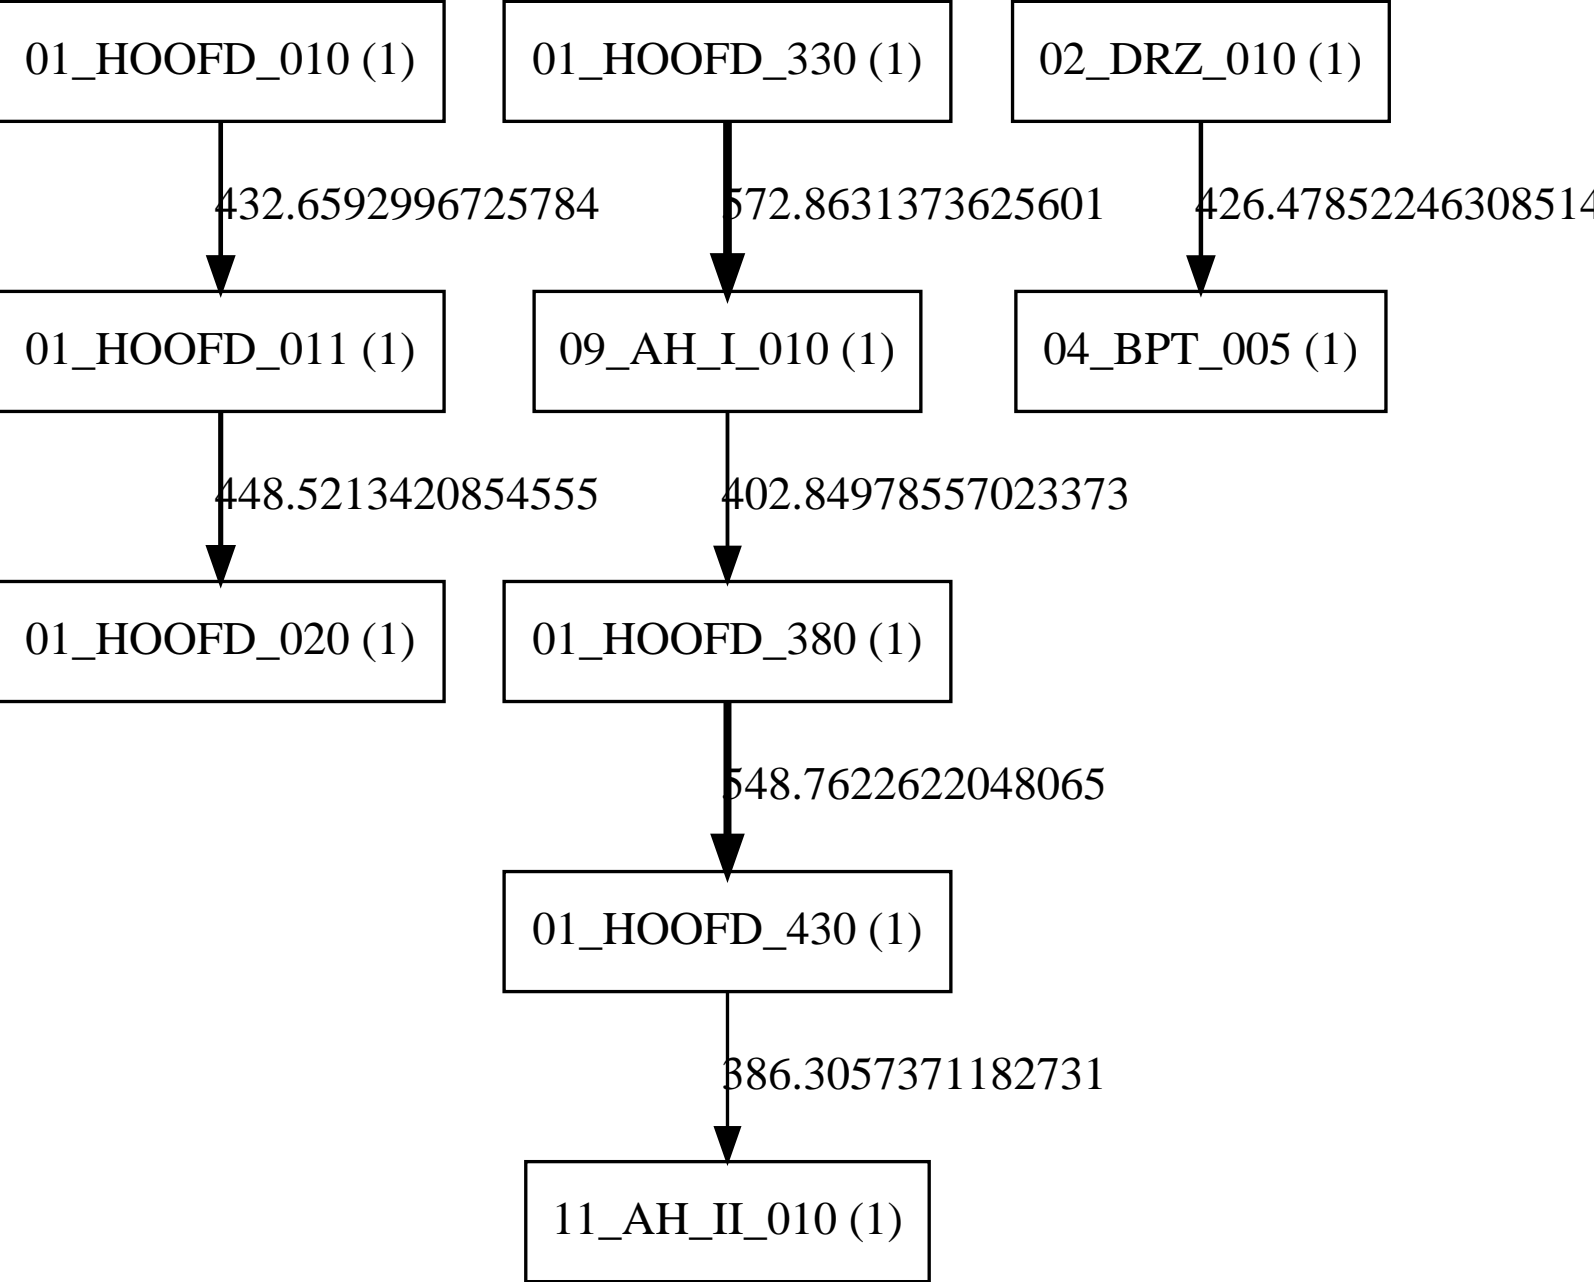 01_HOOFD_010 (1)
01_HOOFD_330 (1)
02_DRZ_010 (1)
432.6592996725784
572.8631373625601
426.47852246308514
01_HOOFD_011 (1)
09_AH_I_010 (1)
04_BPT_005 (1)
448.5213420854555
402.84978557023373
01_HOOFD_020 (1)
01_HOOFD_380 (1)
548.7622622048065
01_HOOFD_430 (1)
386.3057371182731
11_AH_II_010 (1)